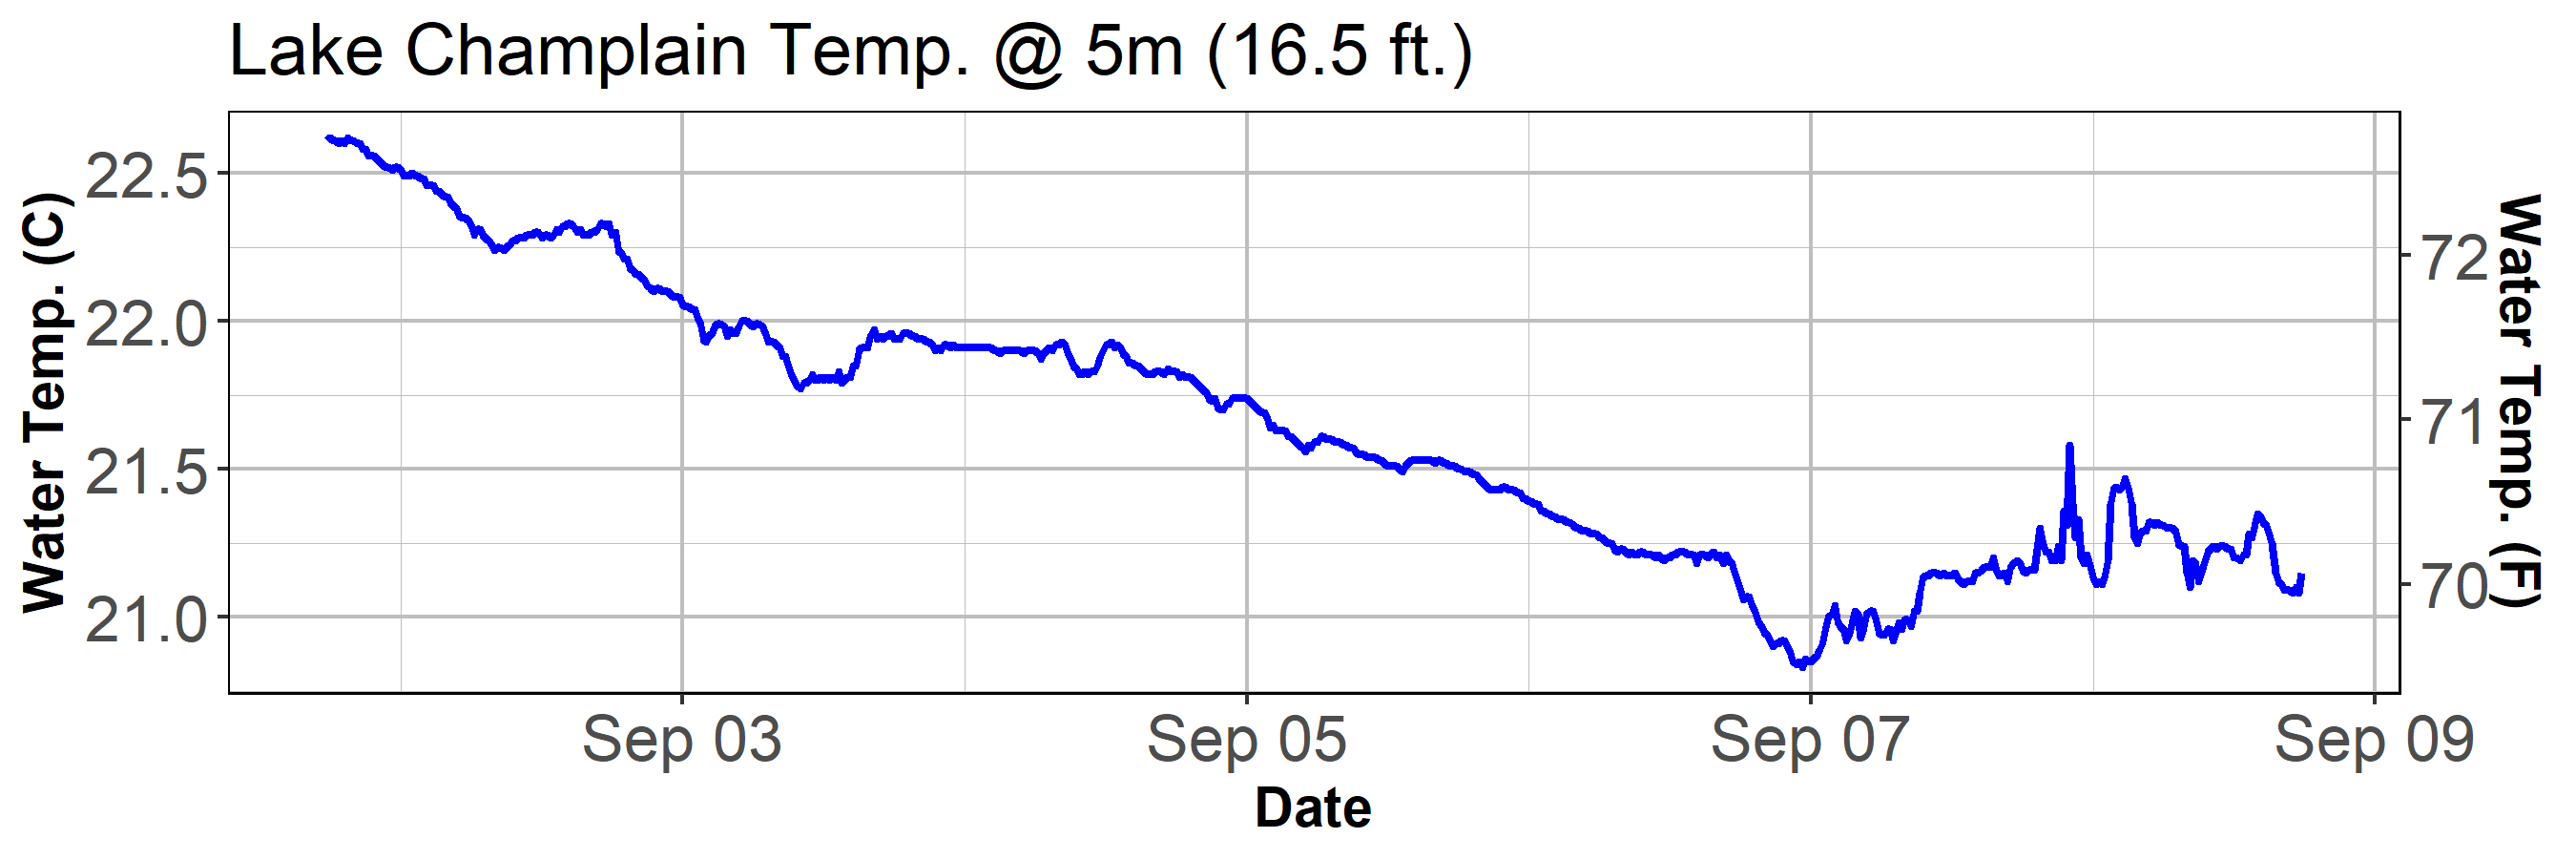 Lake Champlain Temp. @ 5m (16.5 ft.)
Water Temp. (C)
22.5
22.0
21.5
21.0
72
71
70
Water Temp. (F)
Sep 03 Sep 05 Sep 07 Sep 09
Date